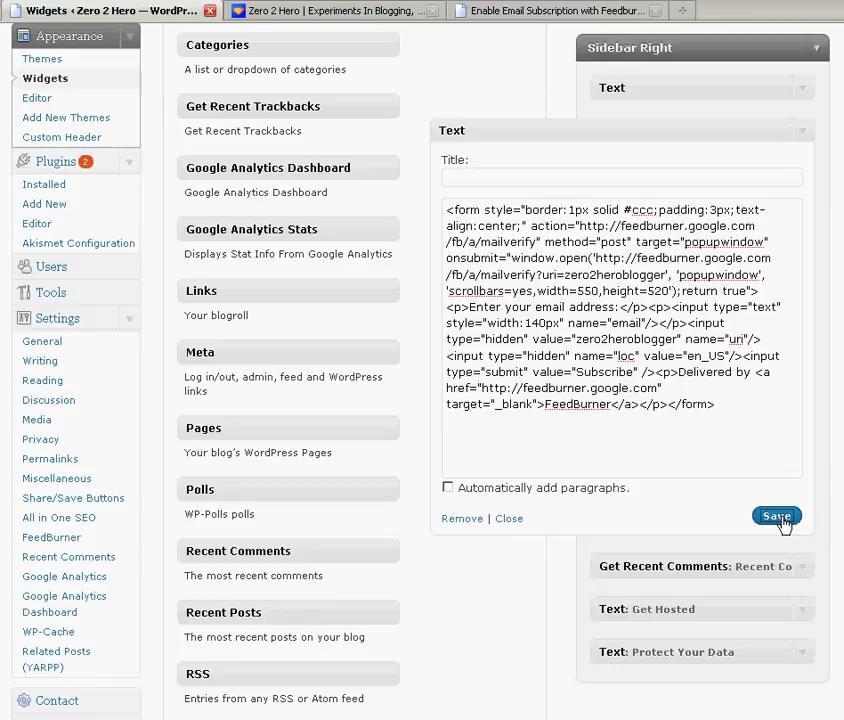 Widgets ‹ Zero 2 Hero — WordPr...
Zero 2 Hero | Experiments In Blogging, ...
Enable Email Subscription with Feedbur...
Appearance
Themes
Widgets
Editor
Add New Themes
Custom Header
Plugins 2
Installed
Add New
Editor
Akismet Configuration
Users
Tools
Settings
General
Writing
Reading
Discussion
Media
Privacy
Permalinks
Miscellaneous
Share/Save Buttons
All in One SEO
FeedBurner
Recent Comments
Google Analytics
Google Analytics
Dashboard
WP-Cache
Related Posts
(YARPP)
Contact
Categories
A list or dropdown of categories
Get Recent Trackbacks
Get Recent Trackbacks
Google Analytics Dashboard
Google Analytics Dashboard
Google Analytics Stats
Displays Stat Info From Google Analytics
Links
Your blogroll
Meta
Log in/out, admin, feed and WordPress
links
Pages
Your blog's WordPress Pages
Polls
WP-Polls polls
Recent Comments
The most recent comments
Recent Posts
The most recent posts on your blog
RSS
Entries from any RSS or Atom feed
Sidebar Right
Text
Text
Title:
<form style="border:1px solid #ccc;padding:3px;text-
align:center;" action="http://feedburner.google.com
/fb/a/mailverify" method="post" target="popupwindow"
onsubmit="window.open('http://feedburner.google.com
/fb/a/mailverify?uri=zero2heroblogger', 'popupwindow',
'scrollbars=yes,width=550,height=520');return true">
<p>Enter your email address:</p><p><input type="text"
style="width:140px" name="email"/></p><input
type="hidden" value="zero2heroblogger" name="uri"/>
<input type="hidden" name="loc" value="en_US"/><input
type="submit" value="Subscribe" /><p>Delivered by <a
href="http://feedburner.google.com"
target="_blank">FeedBurner</a></p></form>
Automatically add paragraphs.
Remove | Close
Save
Get Recent Comments: Recent Co
Text: Get Hosted
Text: Protect Your Data